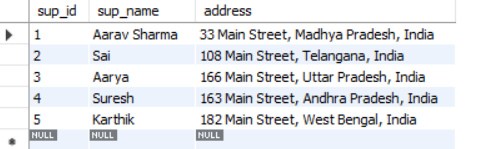 sup_id sup_name address
1 Aarav Sharma 33 Main Street, Madhya Pradesh, India
2 Sai 108 Main Street, Telangana, India
3 Aarya 166 Main Street, Uttar Pradesh, India
4 Suresh 163 Main Street, Andhra Pradesh, India
5 Karthik 182 Main Street, West Bengal, India
NULL NULL NULL